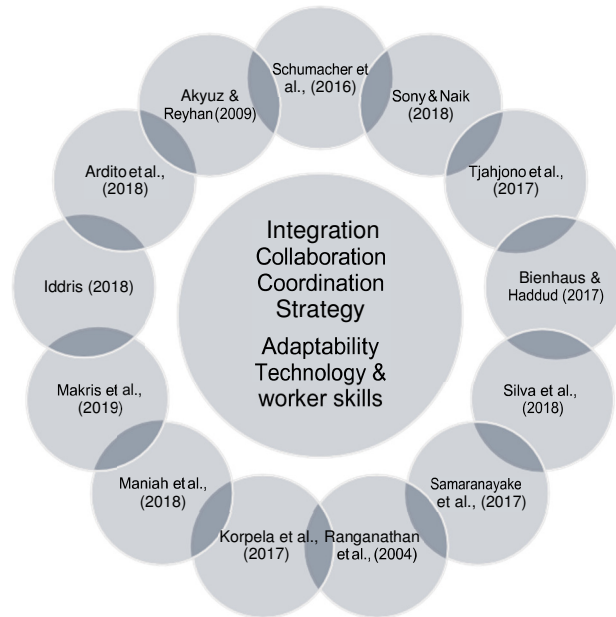 Schumacher et
al., (2016)
Sony & Naik
(2018)
Tjahjono et al.,
(2017)
Bienhaus &
Haddud (2017)
Silva et al.,
(2018)
Samaranayake
et al., (2017)
Ranganathan
et al., (2004)
Korpela et al.,
(2017)
Maniah et al.,
(2018)
Makris et al.,
(2019)
Iddris (2018)
Ardito et al.,
(2018)
Akyuz &
Reyhan (2009)
Integration
Collaboration
Coordination
Strategy
Adaptability
Technology &
worker skills